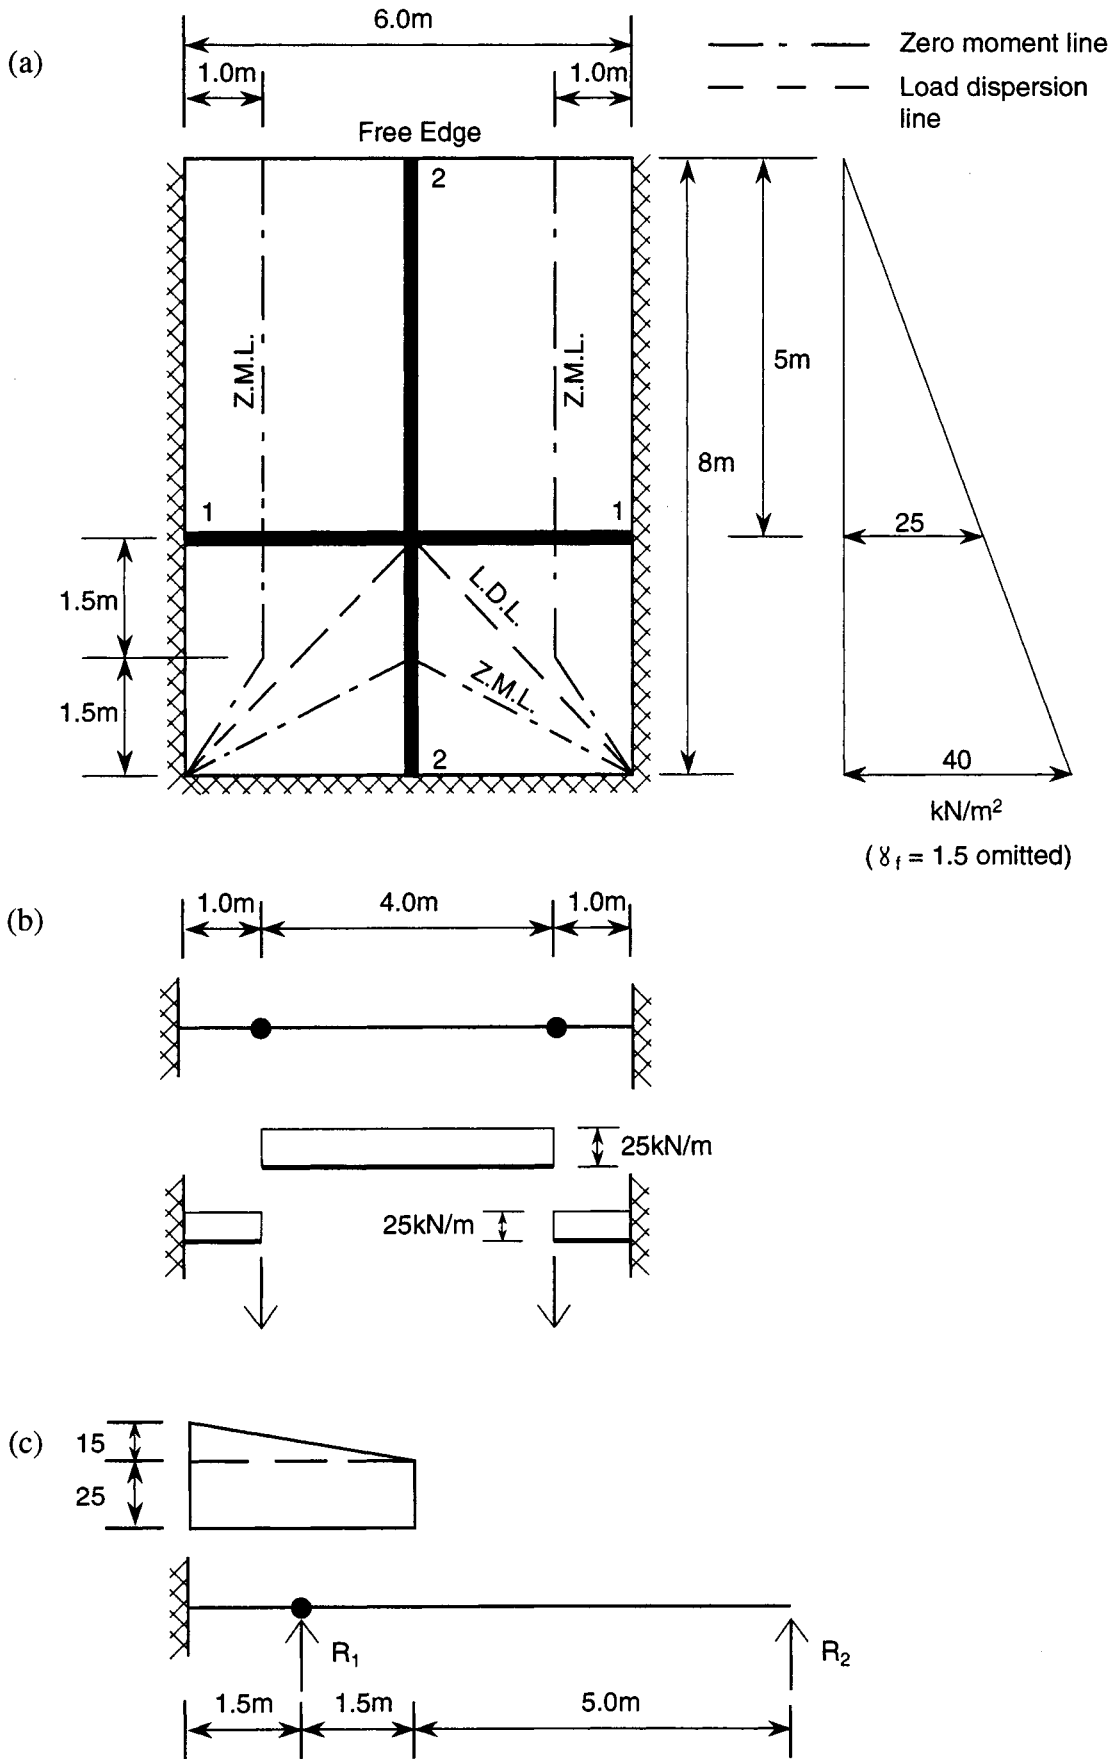 (a)
6.0m
1.0m
1.0m
Zero moment line
Load dispersion
line
Free Edge
2
Z.M.L.
Z.M.L.
5m
8m
1
1
25
1.5m
L.D.L.
Z.M.L.
1.5m
2
40
kN/m²
(γf = 1.5 omitted)
(b)
1.0m
4.0m
1.0m
25kN/m
25kN/m
(c)
15
25
R₁
R₂
1.5m
1.5m
5.0m